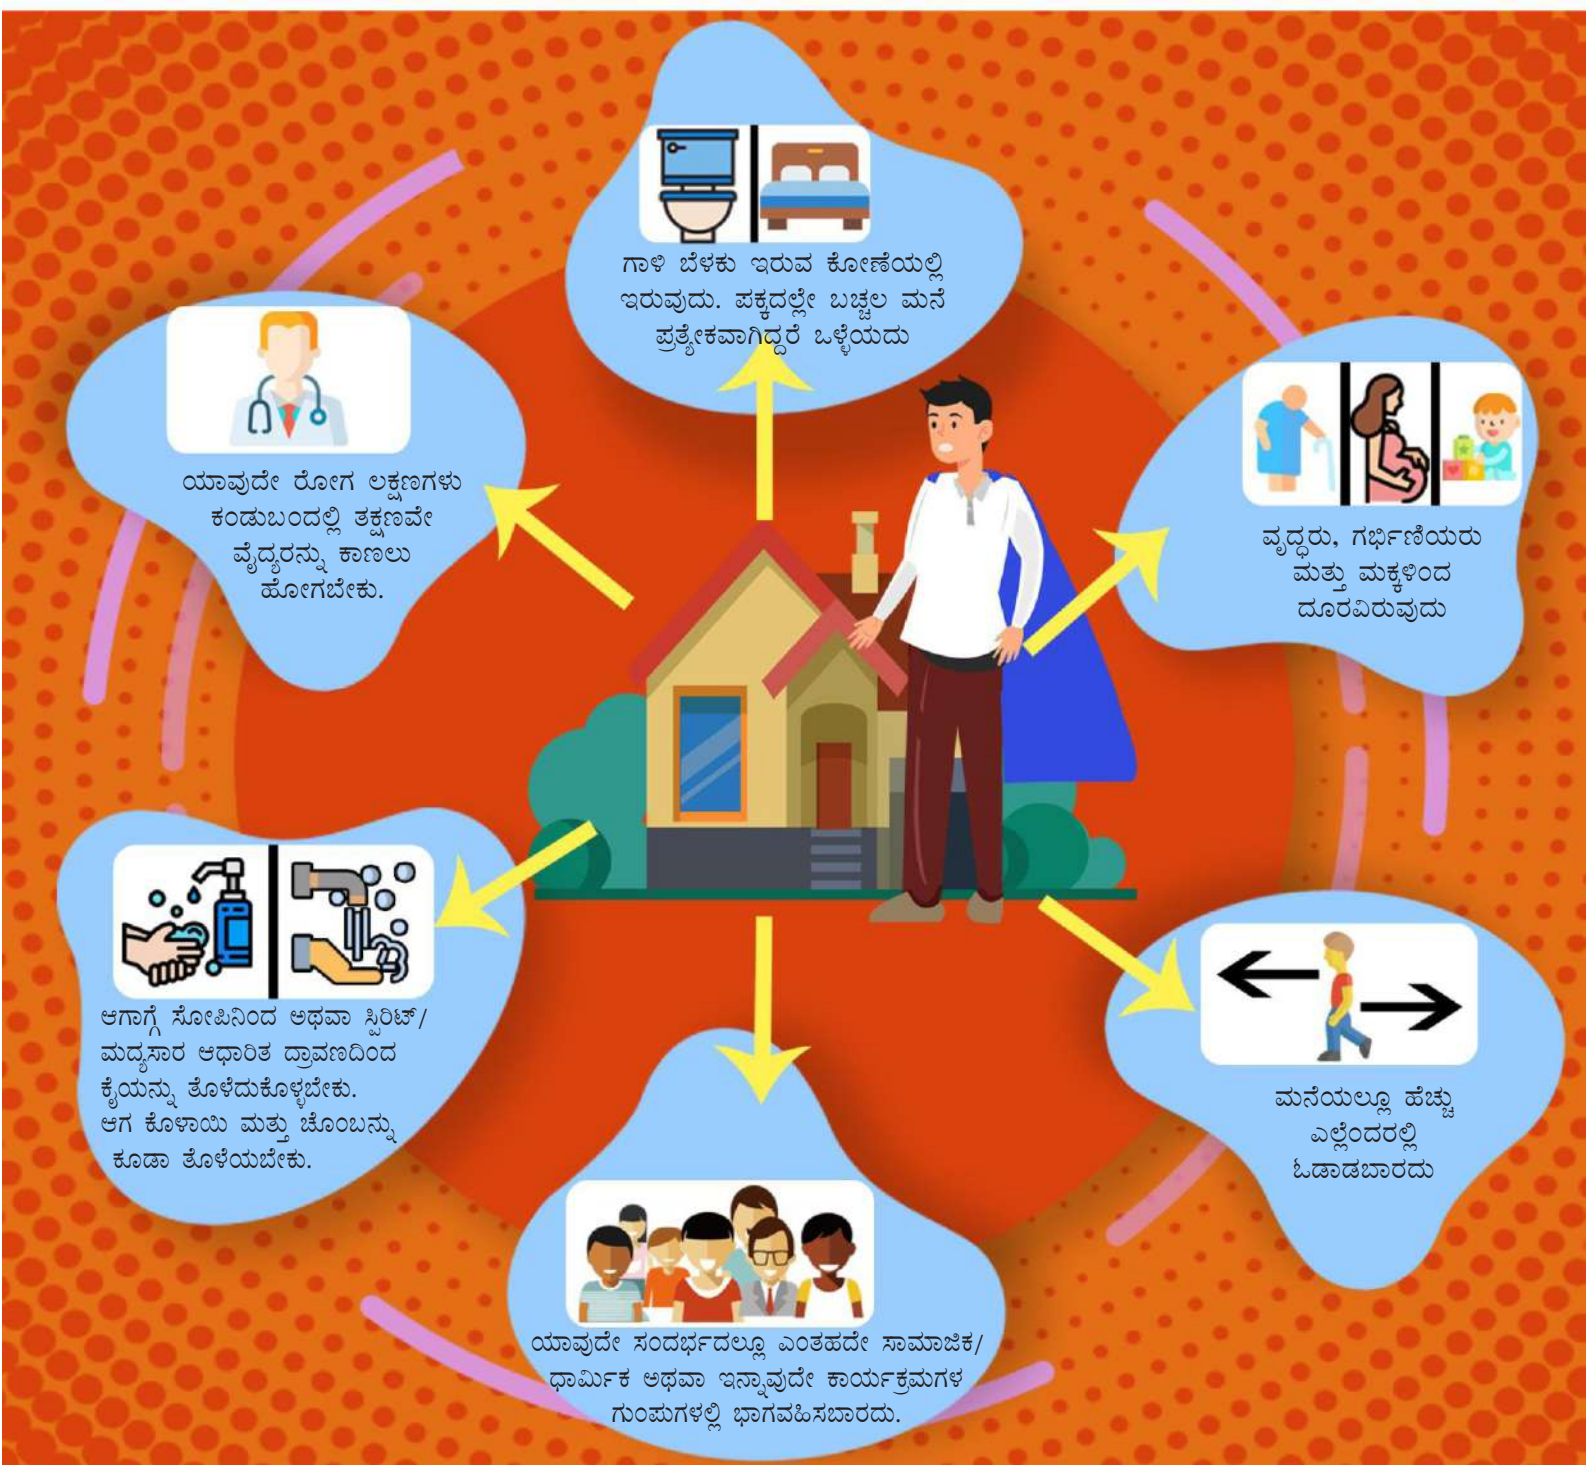 ಗಾಳಿ ಬೆಳಕು ಇರುವ ಕೋಣೆಯಲ್ಲಿ
ಇರುವುದು. ಪಕ್ಕದಲ್ಲೇ ಬಚ್ಚಲ ಮನೆ
ಪ್ರತ್ಯೇಕವಾಗಿದ್ದರೆ ಒಳ್ಳೆಯದು
ಯಾವುದೇ ರೋಗ ಲಕ್ಷಣಗಳು
ಕಂಡುಬಂದಲ್ಲಿ ತಕ್ಷಣವೇ
ವೈದ್ಯರನ್ನು ಕಾಣಲು
ಹೋಗಬೇಕು.
ವೃದ್ಧರು, ಗರ್ಭಿಣಿಯರು
ಮತ್ತು ಮಕ್ಕಳಿಂದ
ದೂರವಿರುವುದು
ಆಗಾಗ್ಗೆ ಸೋಪಿನಿಂದ ಅಥವಾ ಸ್ಪಿರಿಟ್/
ಮದ್ಯಸಾರ ಆಧಾರಿತ ದ್ರಾವಣದಿಂದ
ಕೈಯನ್ನು ತೊಳೆದುಕೊಳ್ಳಬೇಕು.
ಆಗ ಕೊಳಾಯಿ ಮತ್ತು ಚೊಂಬನ್ನು
ಕೂಡಾ ತೊಳೆಯಬೇಕು.
ಮನೆಯಲ್ಲೂ ಹೆಚ್ಚು
ಎಲ್ಲೆಂದರಲ್ಲಿ
ಓಡಾಡಬಾರದು
ಯಾವುದೇ ಸಂದರ್ಭದಲ್ಲೂ ಎಂತಹದೇ ಸಾಮಾಜಿಕ/
ಧಾರ್ಮಿಕ ಅಥವಾ ಇನ್ನಾವುದೇ ಕಾರ್ಯಕ್ರಮಗಳ
ಗುಂಪುಗಳಲ್ಲಿ ಭಾಗವಹಿಸಬಾರದು.